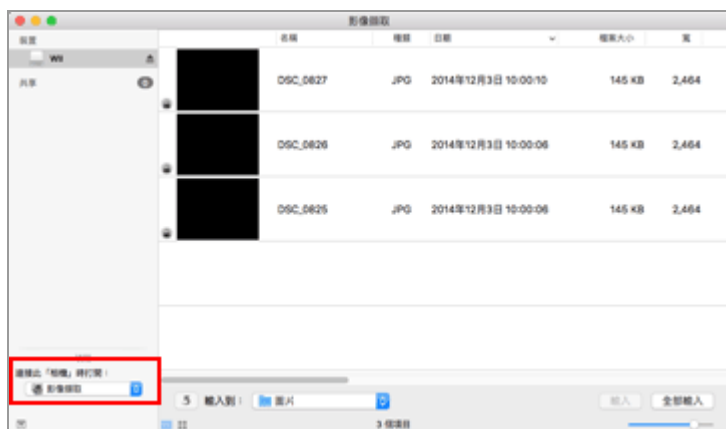 影像擷取
裝置
名稱 種類 日期 檔案大小 寬
Wii
共享 0
DSC_0827 JPG 2014年12月3日 10:00:10 145 KB 2,464
DSC_0826 JPG 2014年12月3日 10:00:06 145 KB 2,464
DSC_0825 JPG 2014年12月3日 10:00:06 145 KB 2,464
連接此「相機」時打開：
影像擷取
輸入到： 圖片 輸入 全部輸入
3 個項目